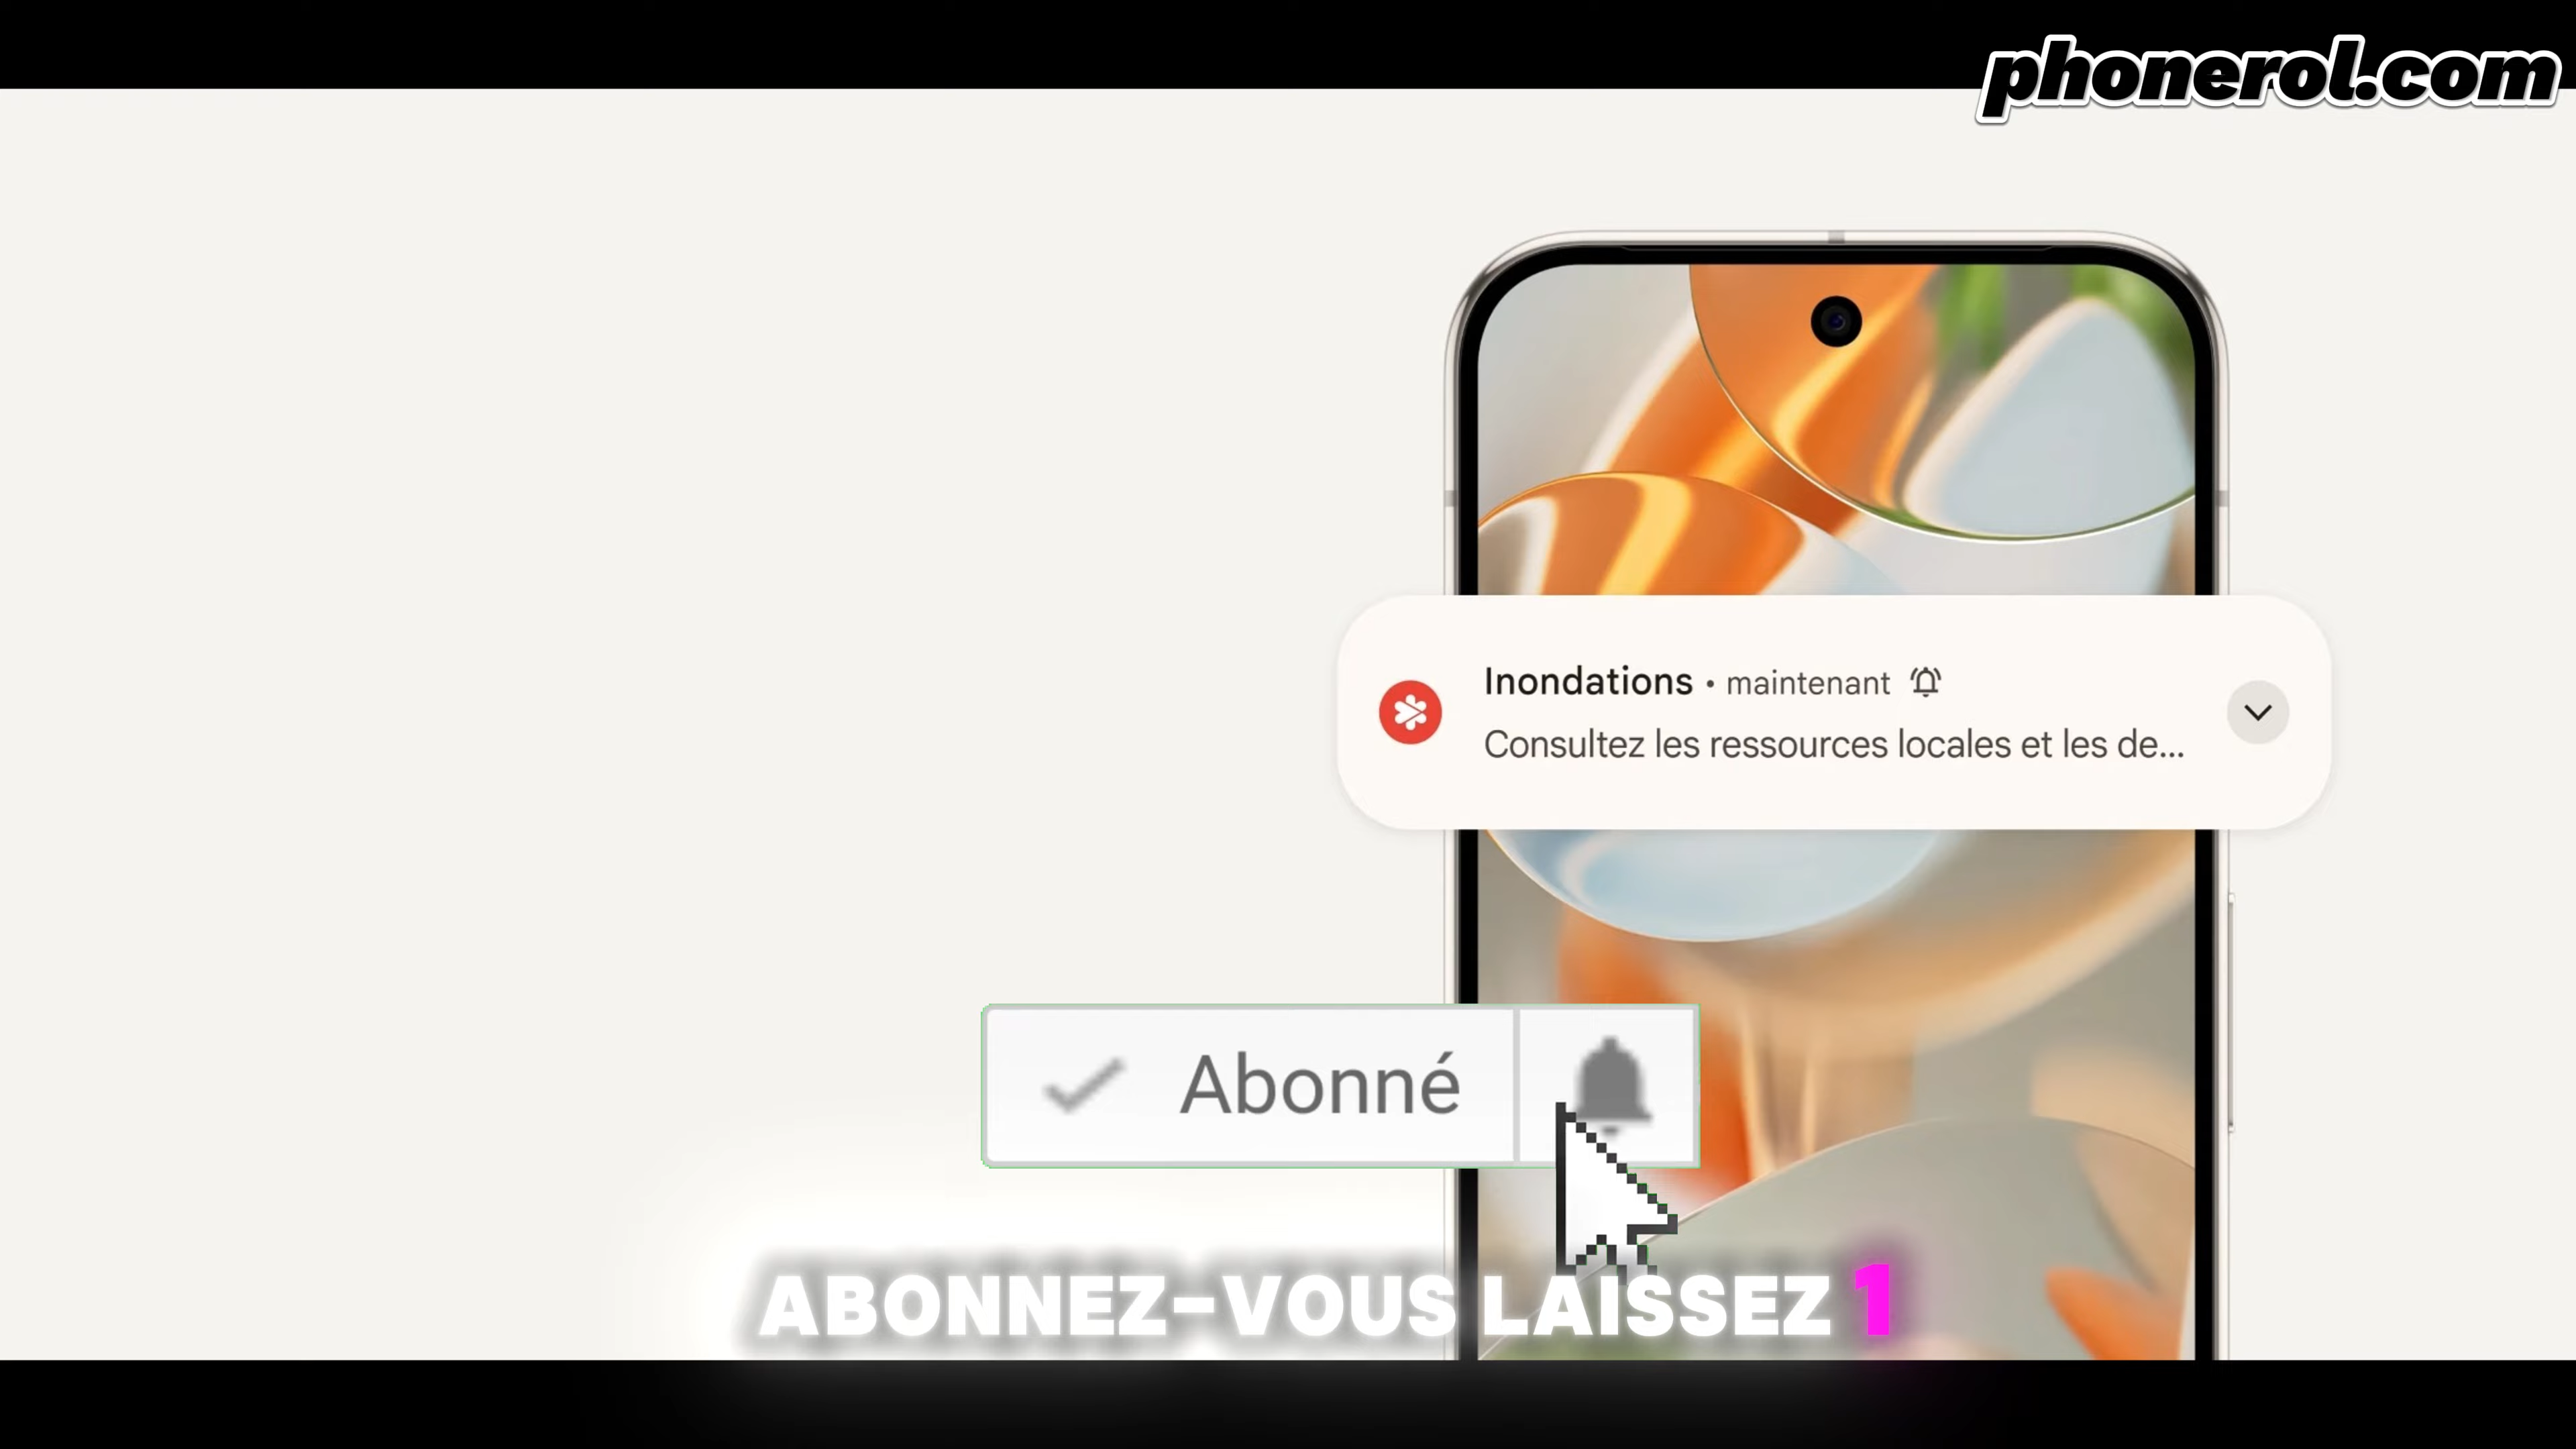 phonerol.com
Inondations • maintenant
Consultez les ressources locales et les de...
Abonné
ABONNEZ-VOUS LAISSEZ 1